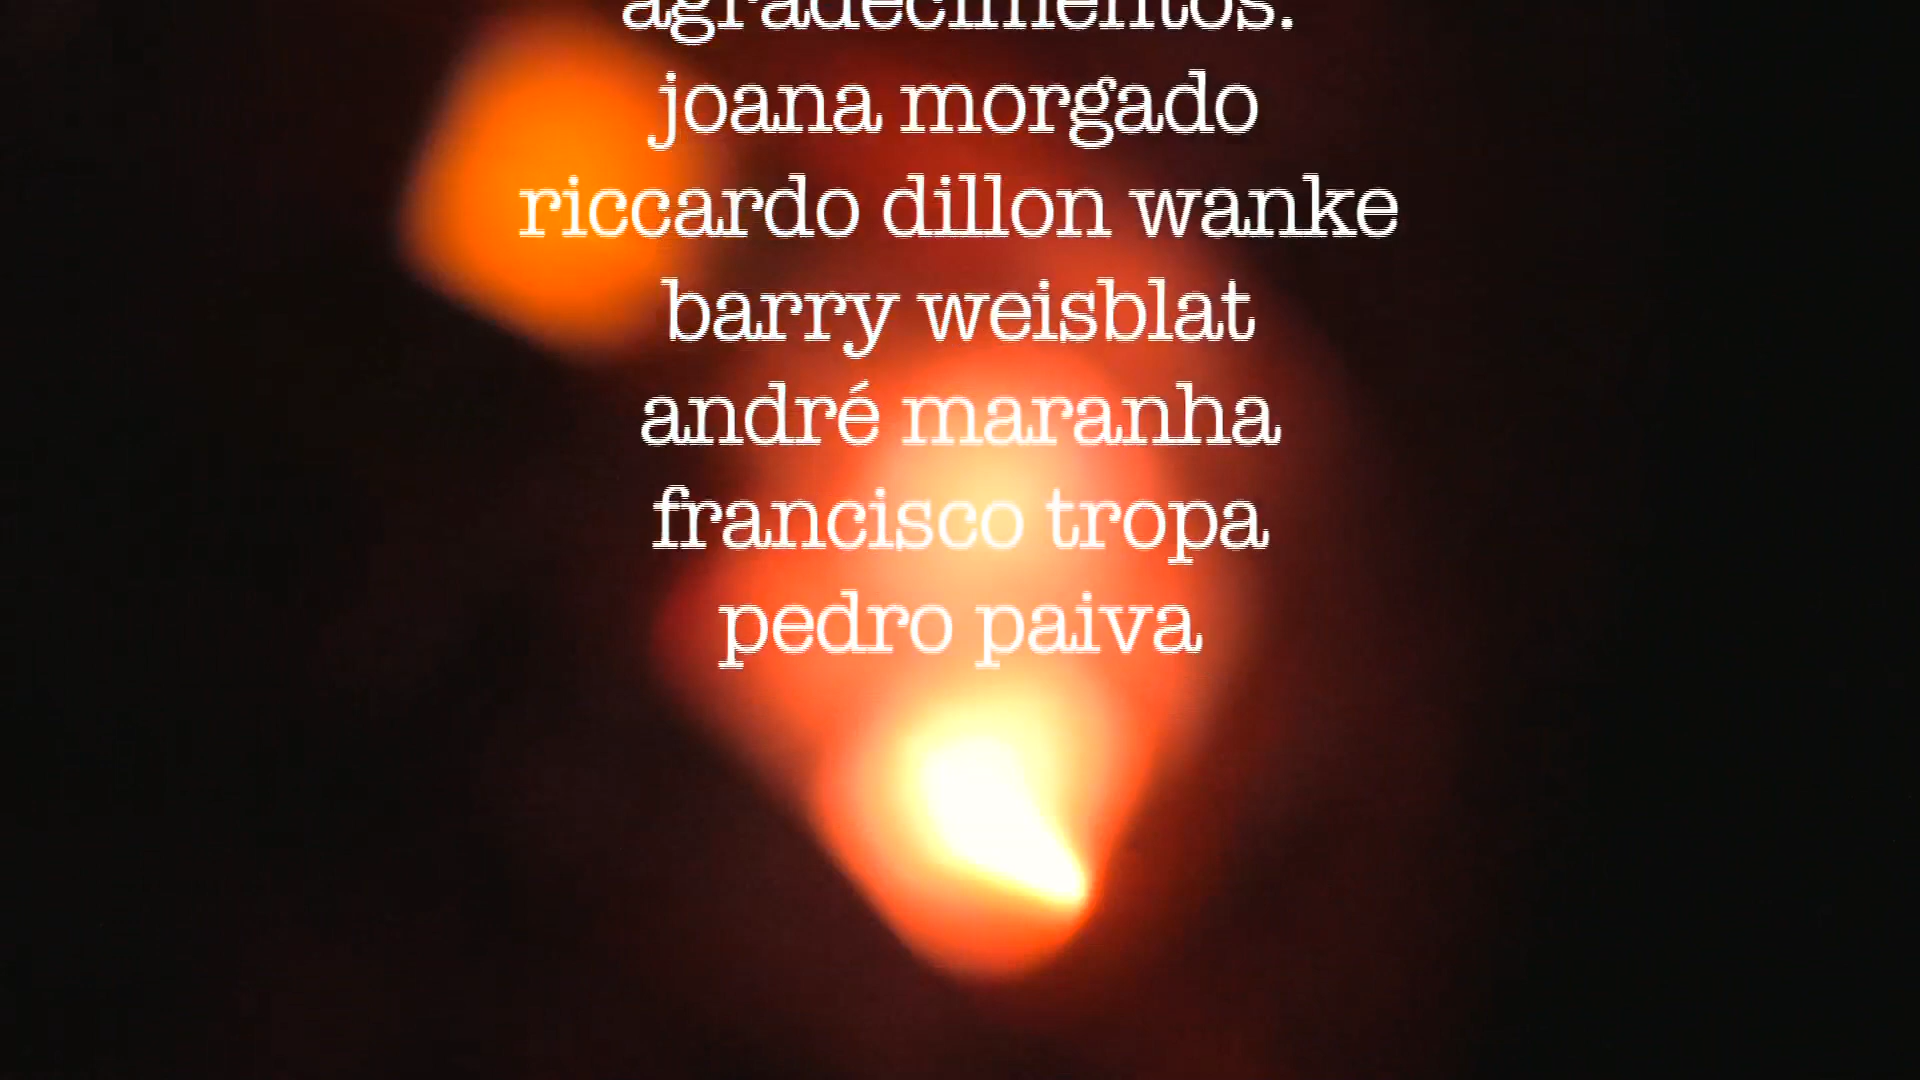 agradecimentos.
joana morgado
riccardo dillon wanke
barry weisblat
andré maranha
francisco tropa
pedro paiva